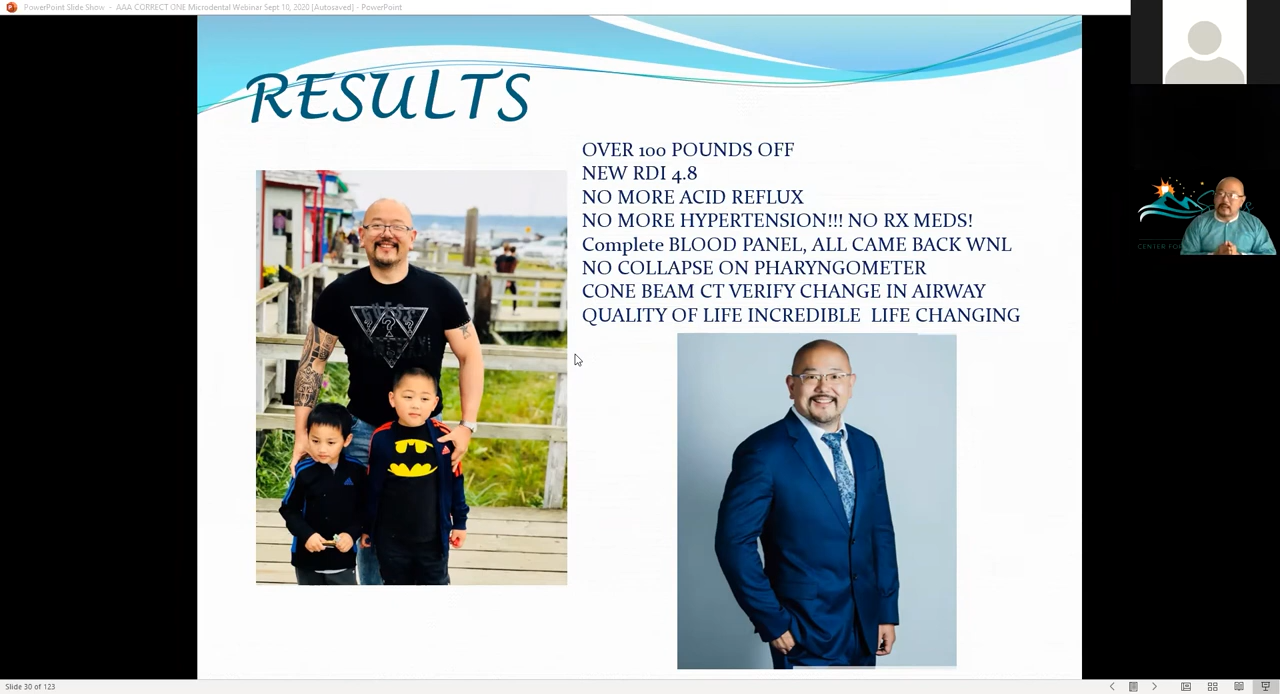 PowerPoint Slide Show - AAA CORRECT ONE Microdental Webinar Sept 10, 2020 [Autosaved] - PowerPoint
RESULTS
OVER 100 POUNDS OFF
NEW RDI 4.8
NO MORE ACID REFLUX
NO MORE HYPERTENSION!!! NO RX MEDS!
Complete BLOOD PANEL, ALL CAME BACK WNL
NO COLLAPSE ON PHARYNGOMETER
CONE BEAM CT VERIFY CHANGE IN AIRWAY
QUALITY OF LIFE INCREDIBLE  LIFE CHANGING
CENTER FO
Slide 30 of 123